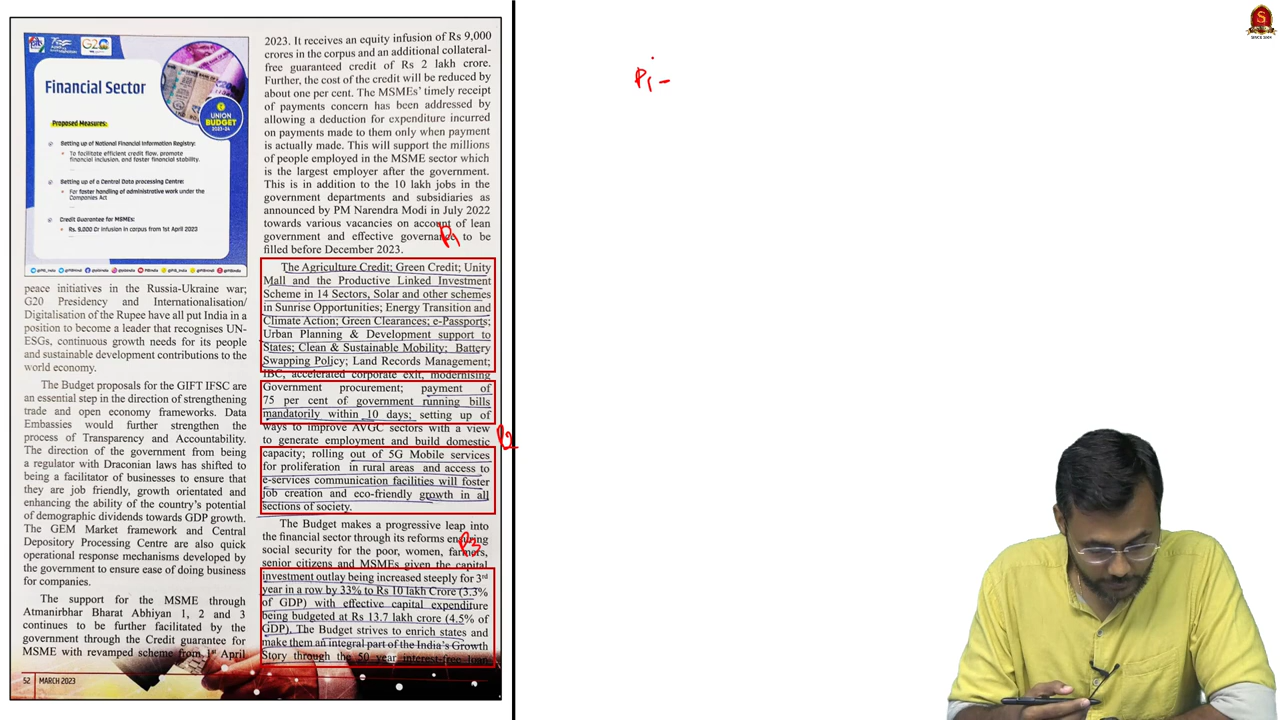 Financial Sector
UNION
BUDGET
2023-24
Proposed Measures:
Setting up of National Financial Information Registry:
To facilitate efficient credit flow, promote
financial inclusion, and foster financial stability.
Setting up of a Central Data processing Centre:
For faster handling of administrative work under the
Companies Act
Credit Guarantee for MSMEs:
Rs. 9,000 Cr infusion in corpus from 1st April 2023
peace initiatives in the Russia-Ukraine war;
G20 Presidency and Internationalisation/
Digitalisation of the Rupee have all put India in a
position to become a leader that recognises UN-
ESGs, continuous growth needs for its people
and sustainable development contributions to the
world economy.
The Budget proposals for the GIFT IFSC are
an essential step in the direction of strengthening
trade and open economy frameworks. Data
Embassies would further strengthen the
process of Transparency and Accountability.
The direction of the government from being
a regulator with Draconian laws has shifted to
being a facilitator of businesses to ensure that
they are job friendly, growth orientated and
enhancing the ability of the country's potential
of demographic dividends towards GDP growth.
The GEM Market framework and Central
Depository Processing Centre are also quick
operational response mechanisms developed by
the government to ensure ease of doing business
for companies.
The support for the MSME through
Atmanirbhar Bharat Abhiyan 1, 2 and 3
continues to be further facilitated by the
government through the Credit guarantee for
MSME with revamped scheme from 1st April
52 MARCH 2023
2023. It receives an equity infusion of Rs 9,000
crores in the corpus and an additional collateral-
free guaranteed credit of Rs 2 lakh crore.
Further, the cost of the credit will be reduced by
about one per cent. The MSMEs' timely receipt
of payments concern has been addressed by
allowing a deduction for expenditure incurred
on payments made to them only when payment
is actually made. This will support the millions
of people employed in the MSME sector which
is the largest employer after the government.
This is in addition to the 10 lakh jobs in the
government departments and subsidiaries as
announced by PM Narendra Modi in July 2022
towards various vacancies on account of lean
government and effective governance to be
filled before December 2023.
P1
The Agriculture Credit; Green Credit; Unity
Mall and the Productive Linked Investment
Scheme in 14 Sectors, Solar and other schemes
in Sunrise Opportunities; Energy Transition and
Climate Action; Green Clearances; e-Passports;
Urban Planning & Development support to
States; Clean & Sustainable Mobility; Battery
Swapping Policy; Land Records Management;
IBC, accelerated corporate exit, modernising
Government procurement; payment of
75 per cent of government running bills
mandatorily within 10 days; setting up of
ways to improve AVGC sectors with a view
to generate employment and build domestic
P2
capacity; rolling out of 5G Mobile services
for proliferation in rural areas and access to
e-services communication facilities will foster
job creation and eco-friendly growth in all
sections of society.
The Budget makes a progressive leap into
the financial sector through its reforms ensuring
social security for the poor, women, farmers,
P3
senior citizens and MSMEs given the capital
investment outlay being increased steeply for 3rd
year in a row by 33% to Rs 10 lakh Crore (3.3%
of GDP) with effective capital expenditure
being budgeted at Rs 13.7 lakh crore (4.5% of
GDP). The Budget strives to enrich states and
make them an integral part of the India's Growth
Story through the 50 year interest-free loan
P1 -
SINCE 2004